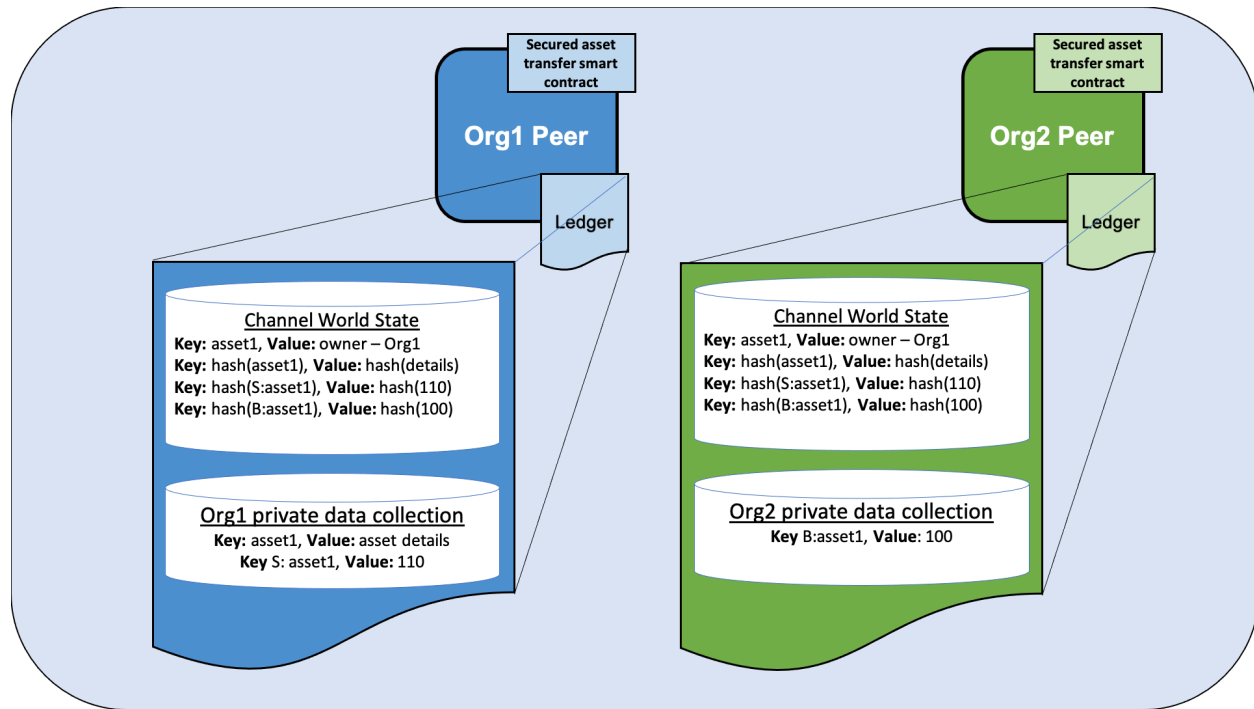 Secured asset
transfer smart
contract
Org1 Peer
Ledger
Channel World State
Key: asset1, Value: owner – Org1
Key: hash(asset1), Value: hash(details)
Key: hash(S:asset1), Value: hash(110)
Key: hash(B:asset1), Value: hash(100)
Org1 private data collection
Key: asset1, Value: asset details
Key S: asset1, Value: 110
Secured asset
transfer smart
contract
Org2 Peer
Ledger
Channel World State
Key: asset1, Value: owner – Org1
Key: hash(asset1), Value: hash(details)
Key: hash(S:asset1), Value: hash(110)
Key: hash(B:asset1), Value: hash(100)
Org2 private data collection
Key B:asset1, Value: 100